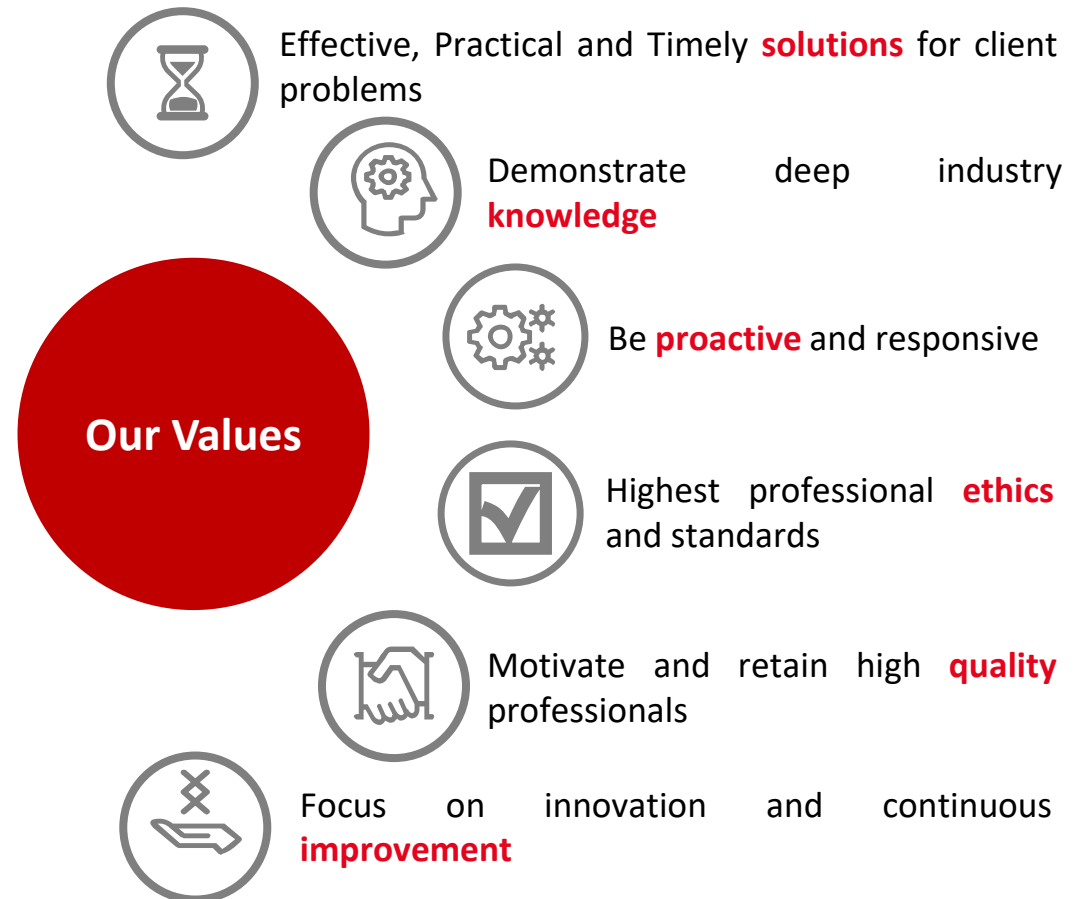 Effective, Practical and Timely solutions for client
problems
Demonstrate deep industry
knowledge
Be proactive and responsive
Our Values
Highest professional ethics
and standards
Motivate and retain high quality
professionals
Focus on innovation and continuous
improvement